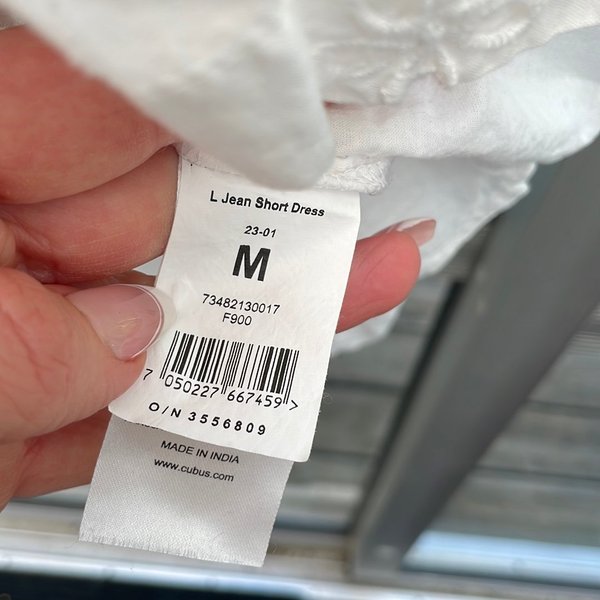 L Jean Short Dress
23-01
M
73482130017
F900
7 050227 667459 >
O/N 3556809
MADE IN INDIA
www.cubus.com